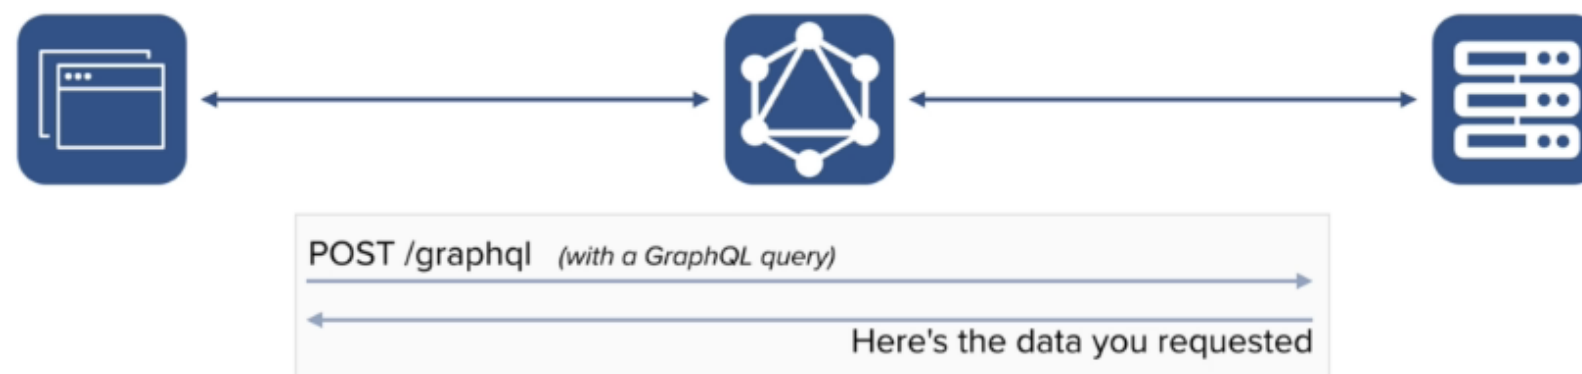 POST /graphql (with a GraphQL query)
Here's the data you requested